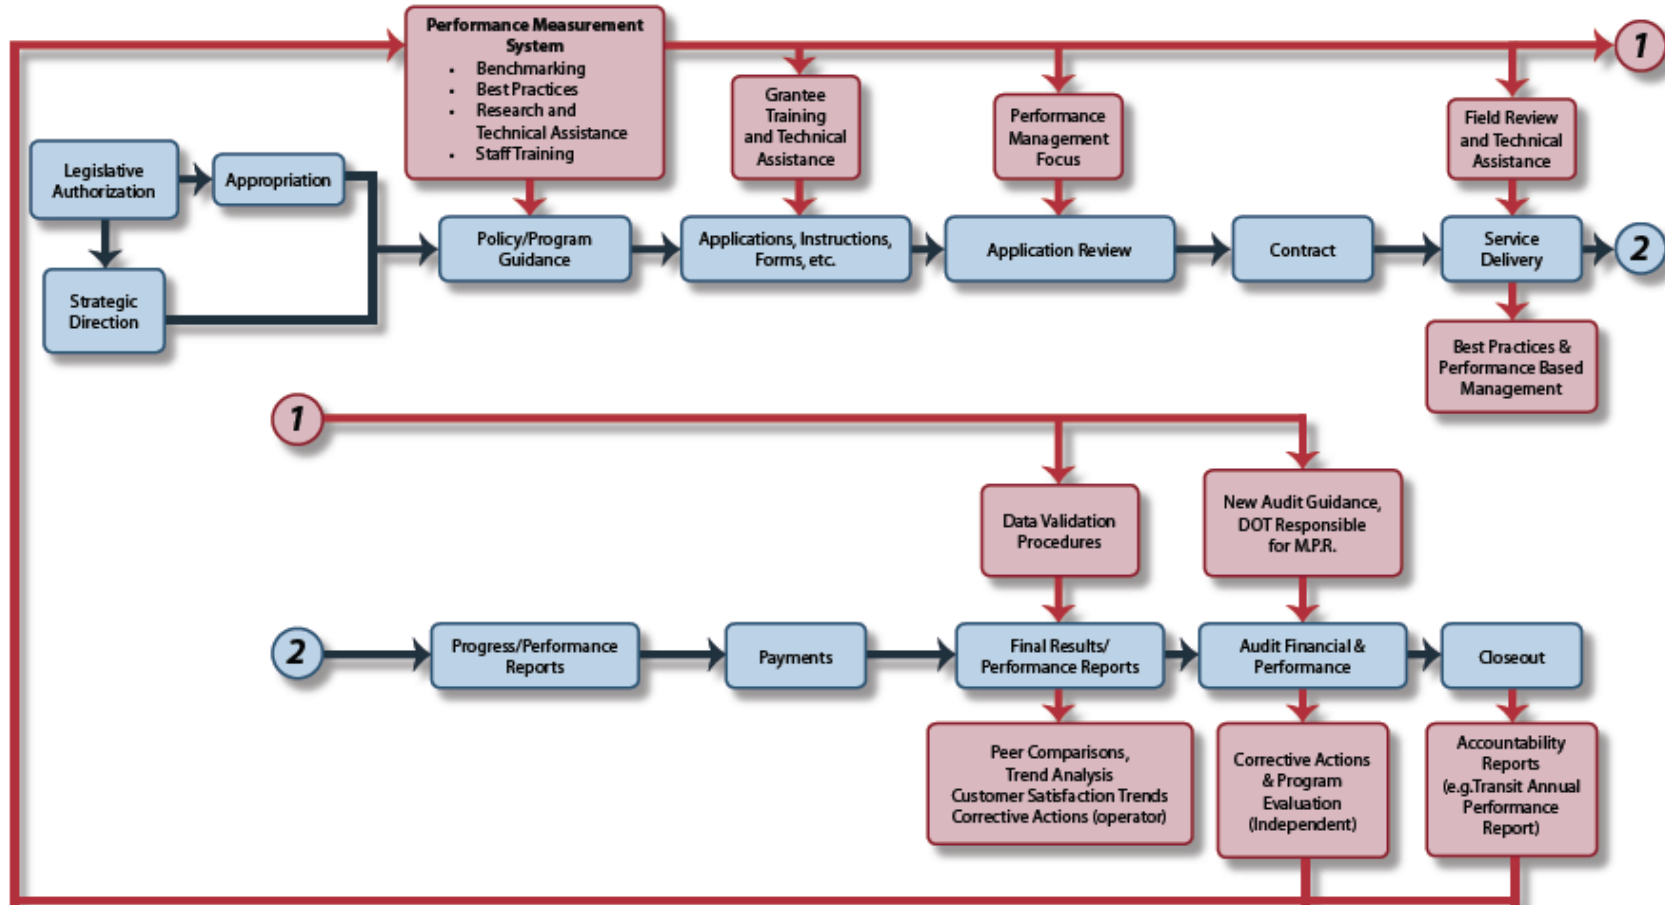 Performance Measurement
System
• Benchmarking
• Best Practices
• Research and
Technical Assistance
• Staff Training
1
Grantee
Training
and Technical
Assistance
Performance
Management
Focus
Field Review
and Technical
Assistance
Legislative
Authorization
Appropriation
Policy/Program
Guidance
Applications, Instructions,
Forms, etc.
Application Review
Contract
Service
Delivery
2
Strategic
Direction
Best Practices &
Performance Based
Management
1
Data Validation
Procedures
New Audit Guidance,
DOT Responsible
for M.P.R.
2
Progress/Performance
Reports
Payments
Final Results/
Performance Reports
Audit Financial &
Performance
Closeout
Peer Comparisons,
Trend Analysis
Customer Satisfaction Trends
Corrective Actions (operator)
Corrective Actions
& Program
Evaluation
(Independent)
Accountability
Reports
(e.g.Transit Annual
Performance
Report)